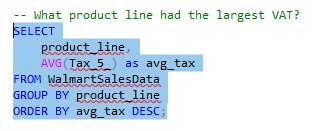 -- What product line had the largest VAT?
SELECT
    product_line,
    AVG(Tax_5_) as avg_tax
FROM WalmartSalesData
GROUP BY product_line
ORDER BY avg_tax DESC;